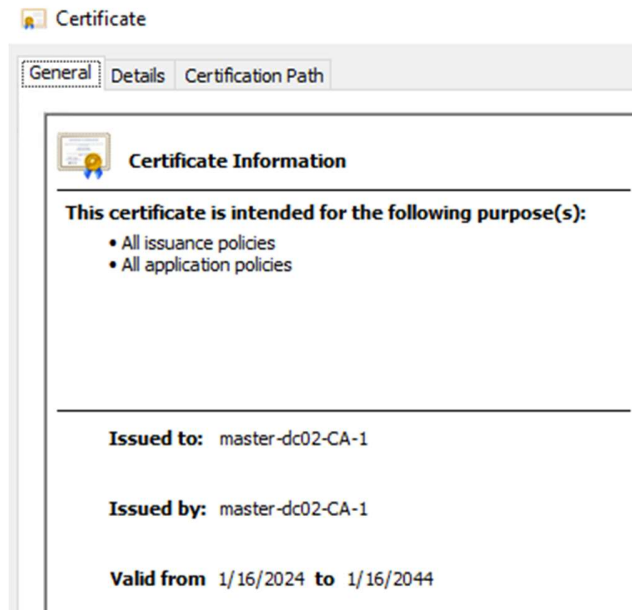 Certificate
General Details Certification Path
Certificate Information
This certificate is intended for the following purpose(s):
• All issuance policies
• All application policies
Issued to: master-dc02-CA-1
Issued by: master-dc02-CA-1
Valid from 1/16/2024 to 1/16/2044